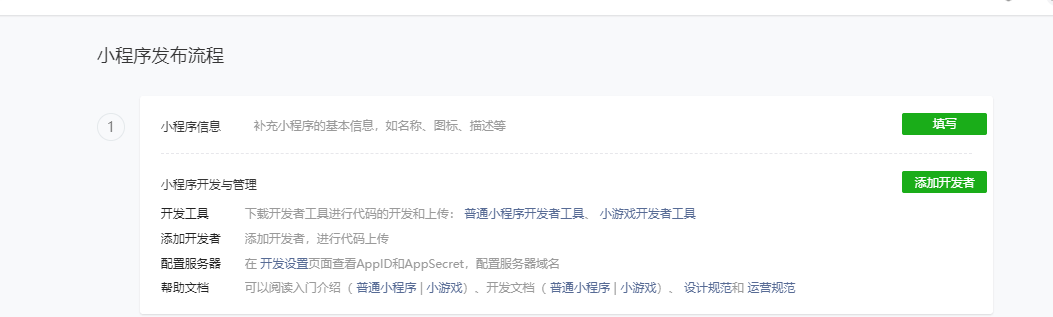 小程序发布流程
1
小程序信息 补充小程序的基本信息，如名称、图标、描述等 填写
小程序开发与管理 添加开发者
开发工具 下载开发者工具进行代码的开发和上传： 普通小程序开发者工具、 小游戏开发者工具
添加开发者 添加开发者，进行代码上传
配置服务器 在 开发设置页面查看AppID和AppSecret，配置服务器域名
帮助文档 可以阅读入门介绍（ 普通小程序 | 小游戏）、开发文档（ 普通小程序 | 小游戏）、 设计规范和 运营规范